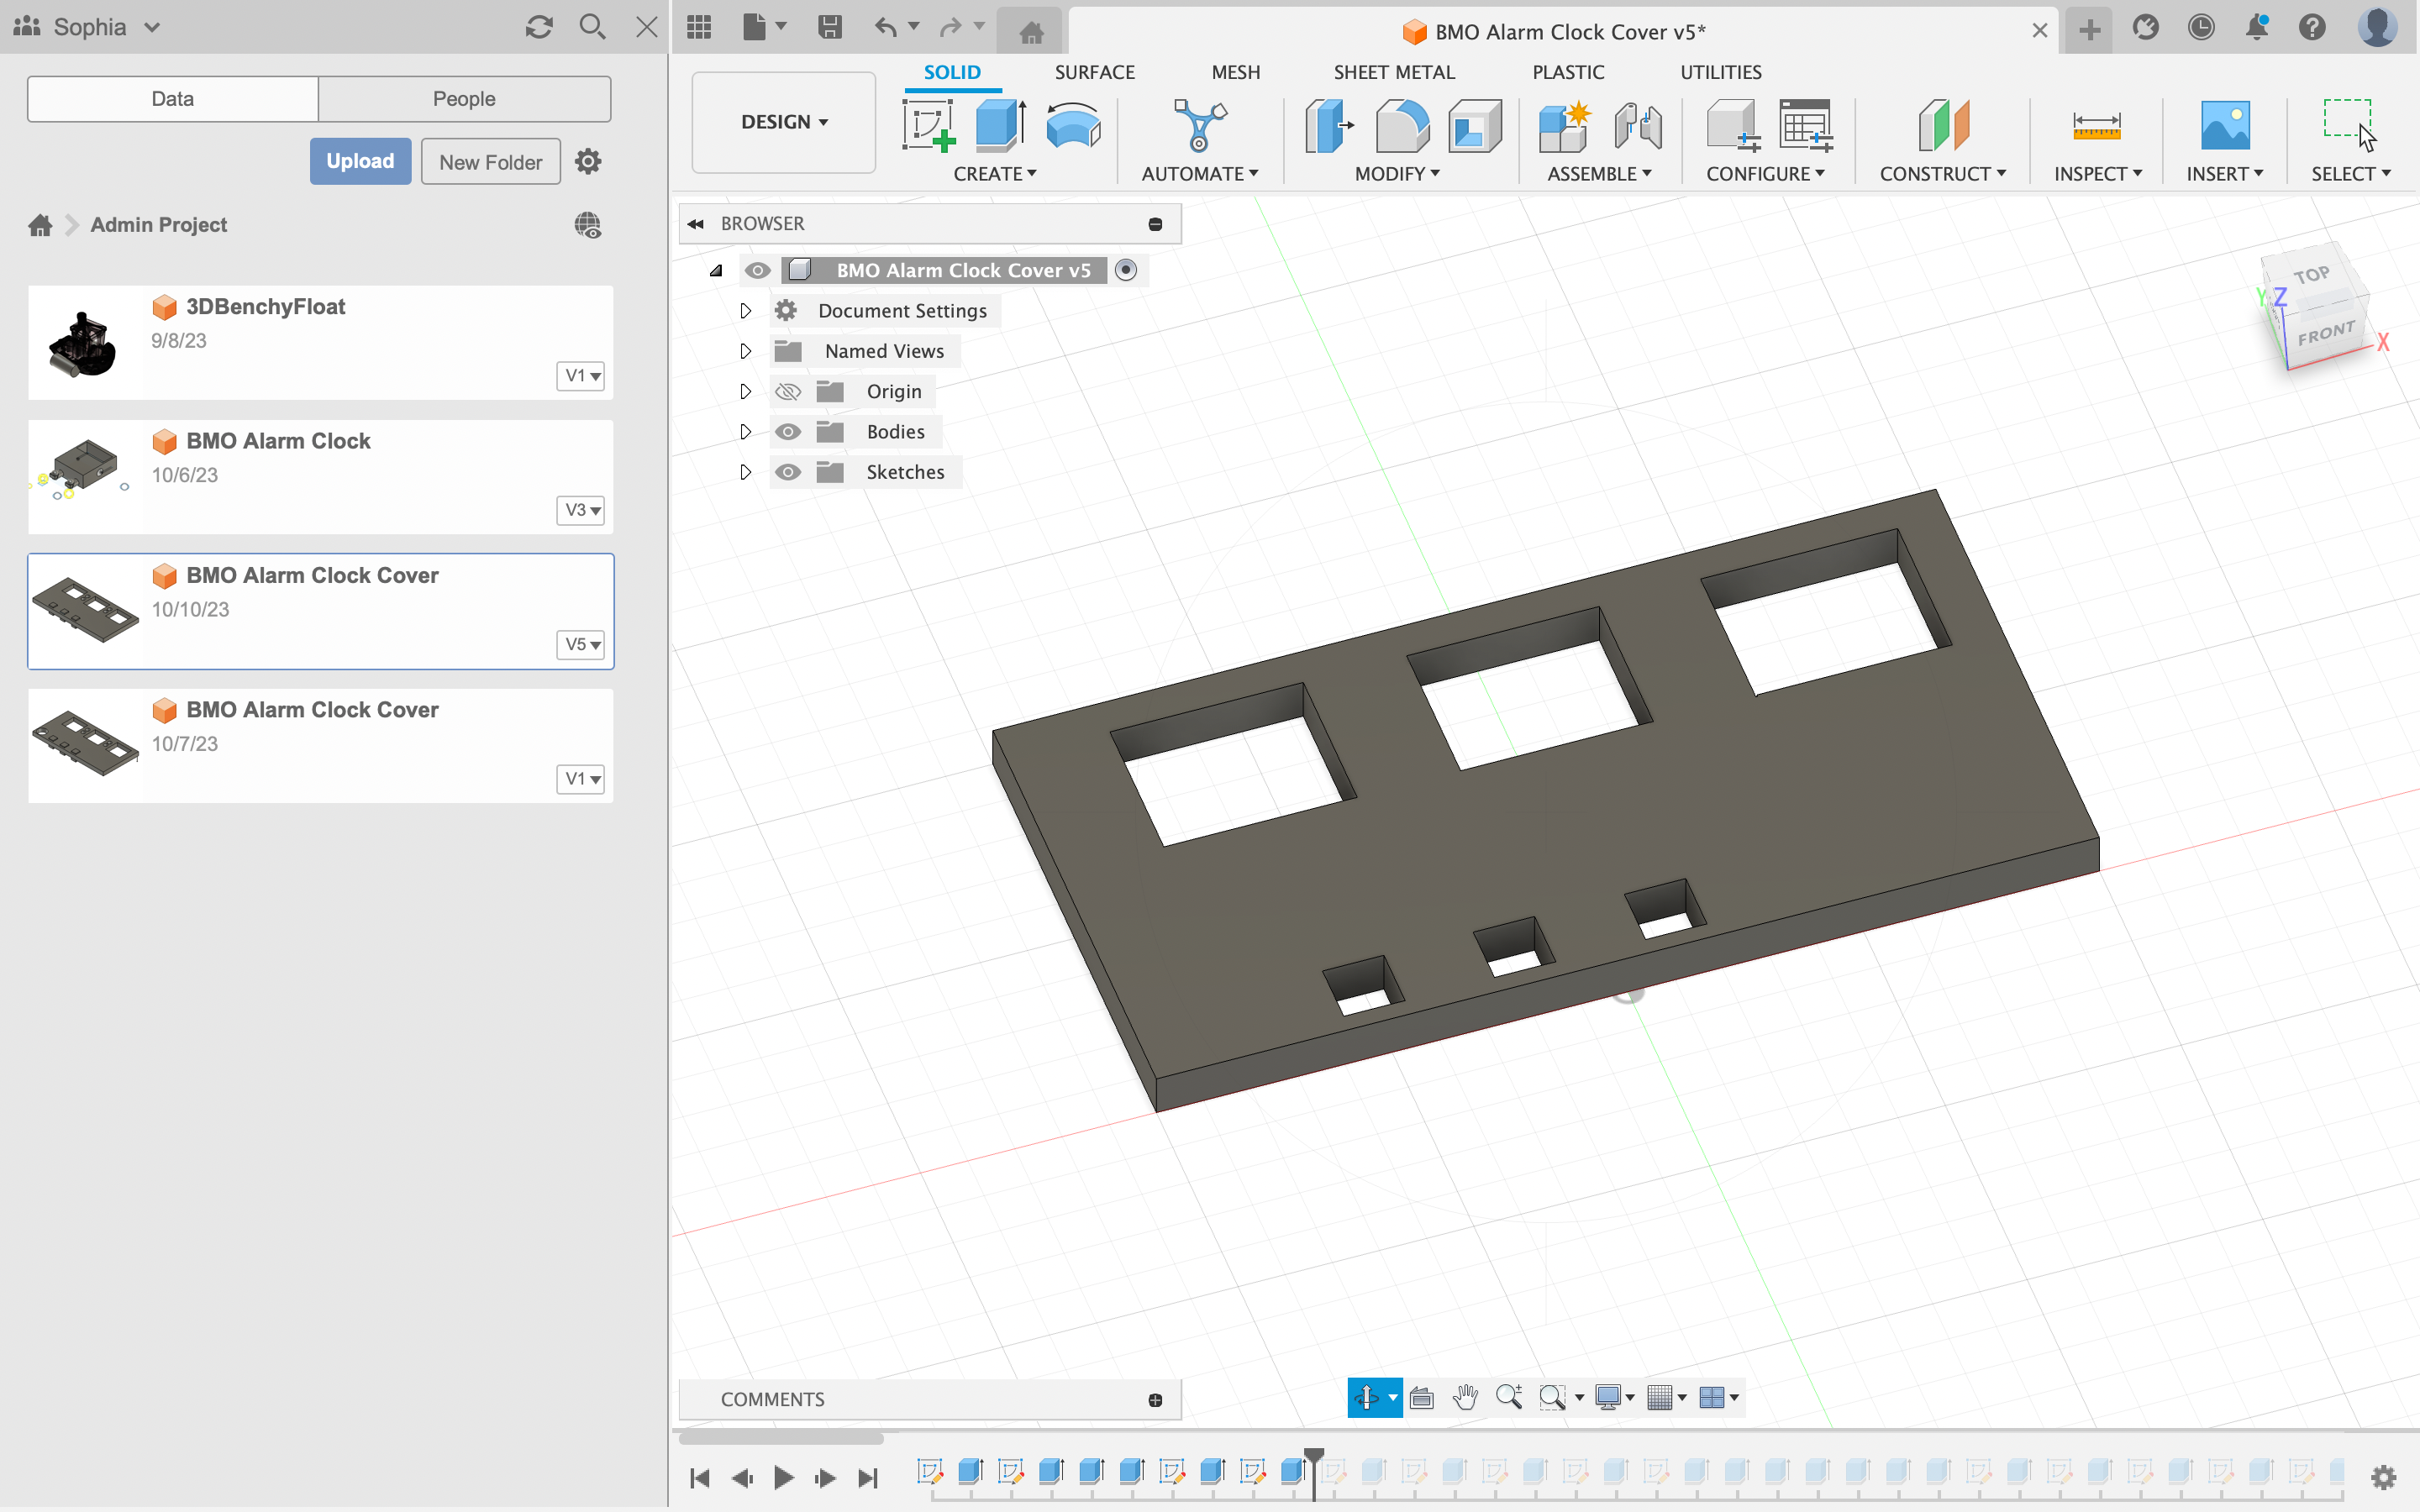 Sophia
BMO Alarm Clock Cover v5*
Data
People
Upload
New Folder
Admin Project
3DBenchyFloat
9/8/23
V1
BMO Alarm Clock
10/6/23
V3
BMO Alarm Clock Cover
10/10/23
V5
BMO Alarm Clock Cover
10/7/23
V1
DESIGN
SOLID
SURFACE
MESH
SHEET METAL
PLASTIC
UTILITIES
CREATE
AUTOMATE
MODIFY
ASSEMBLE
CONFIGURE
CONSTRUCT
INSPECT
INSERT
SELECT
BROWSER
BMO Alarm Clock Cover v5
Document Settings
Named Views
Origin
Bodies
Sketches
TOP
FRONT
Y
Z
X
COMMENTS